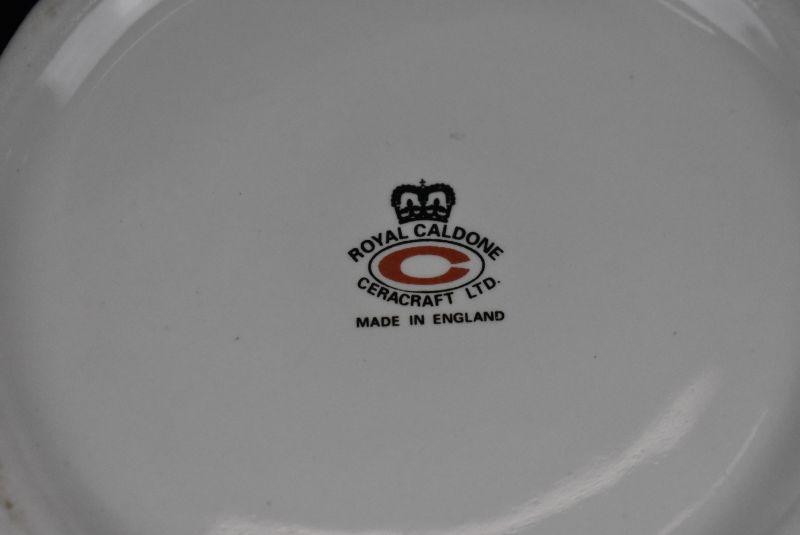 ROYAL CALDONE
C
CERACRAFT LTD.
MADE IN ENGLAND